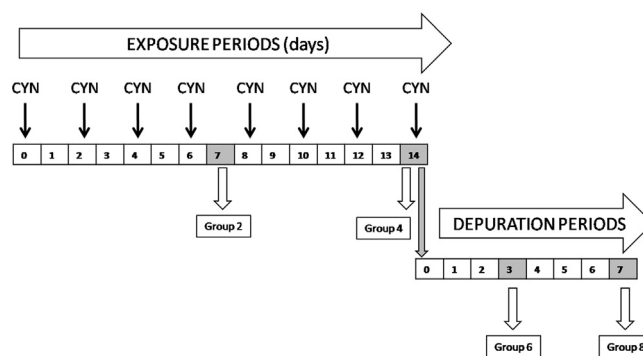 EXPOSURE PERIODS (days)
CYN CYN CYN CYN CYN CYN CYN CYN
0 1 2 3 4 5 6 7 8 9 10 11 12 13 14
Group 2
Group 4
DEPURATION PERIODS
0 1 2 3 4 5 6 7
Group 6
Group 8